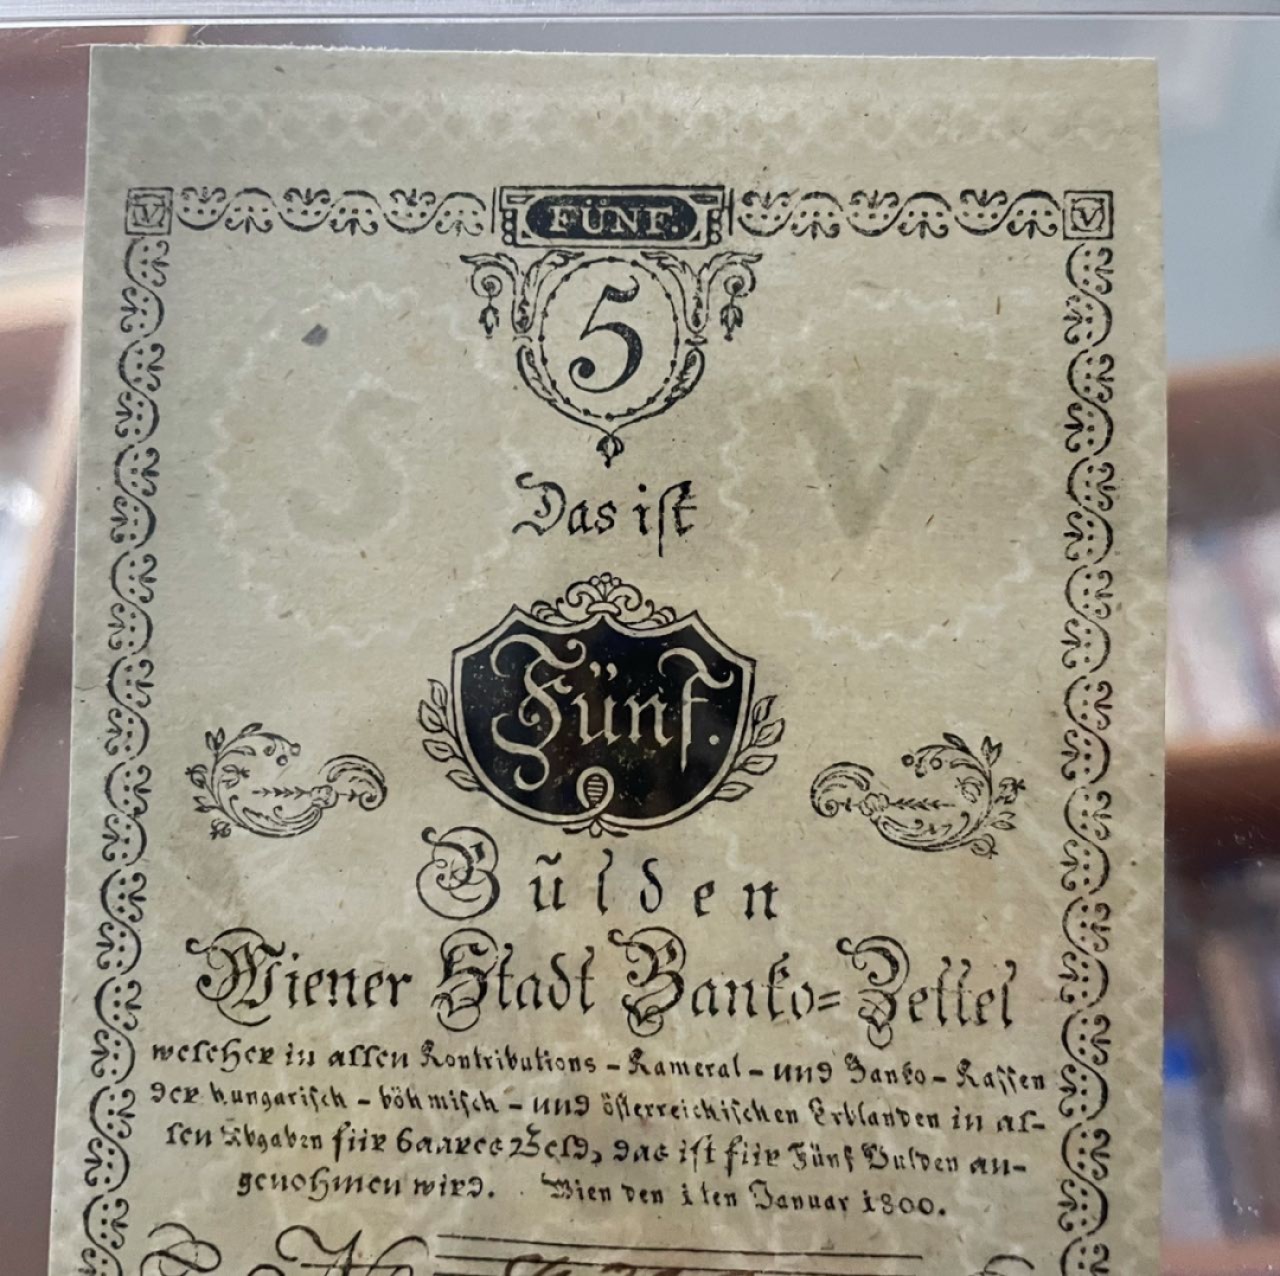 V FÜNF. V
5
5 V
Das iſt
Fünf.
Gulden
Wiener Stadt Banko=Zettel
welcher in allen Kontributions - Kameral - und Banko - Kaſſen
der hungariſch - böhmiſch - und öſterreichiſchen Erblanden in al-
len Abgaben für baares Geld, das iſt für Fünf Gulden an-
genohmen wird. Wien den 1ten Januar 1800.